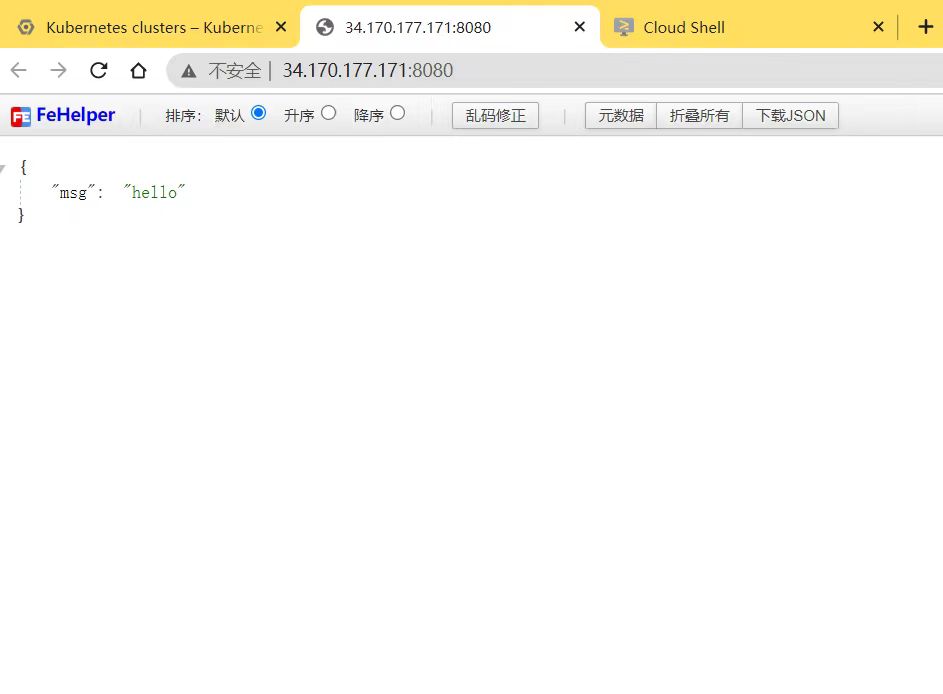 Kubernetes clusters – Kuberne
34.170.177.171:8080
Cloud Shell
不安全 | 34.170.177.171:8080
FeHelper 排序: 默认 升序 降序 乱码修正 元数据 折叠所有 下载JSON
{
"msg": "hello"
}